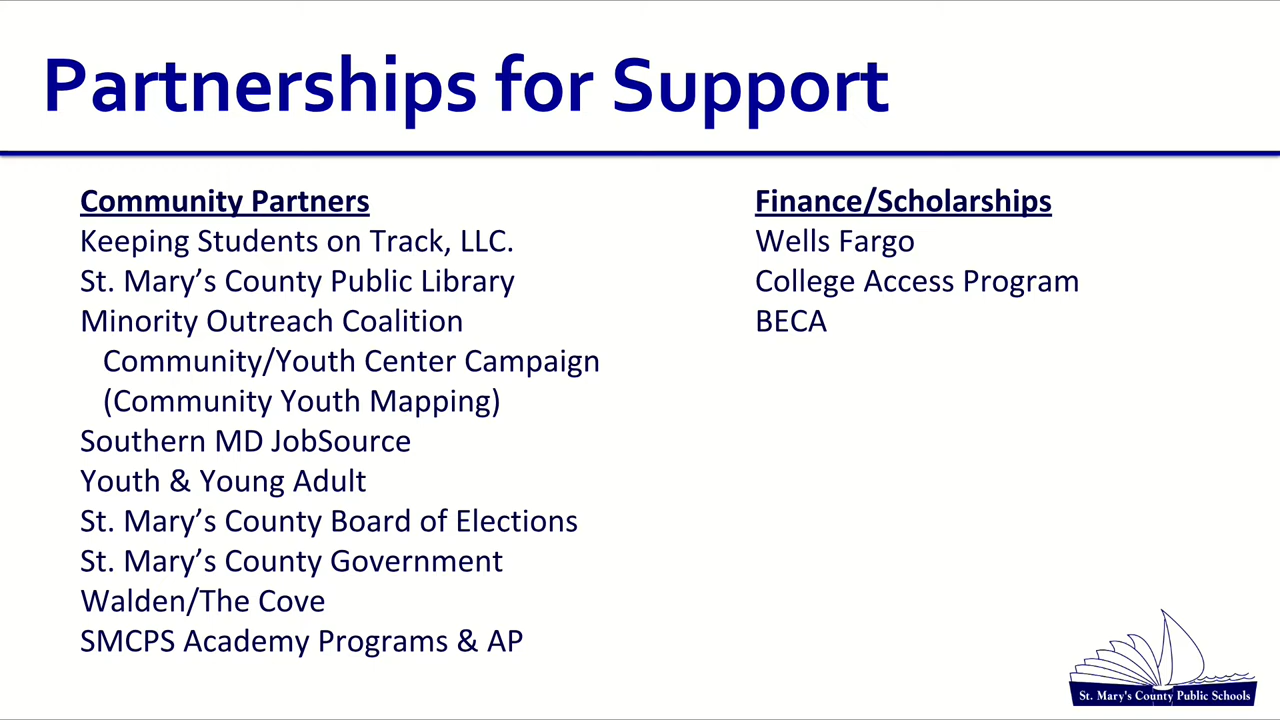 Partnerships for Support
Community Partners
Keeping Students on Track, LLC.
St. Mary’s County Public Library
Minority Outreach Coalition
Community/Youth Center Campaign
(Community Youth Mapping)
Southern MD JobSource
Youth & Young Adult
St. Mary’s County Board of Elections
St. Mary’s County Government
Walden/The Cove
SMCPS Academy Programs & AP
Finance/Scholarships
Wells Fargo
College Access Program
BECA
St. Mary's County Public Schools